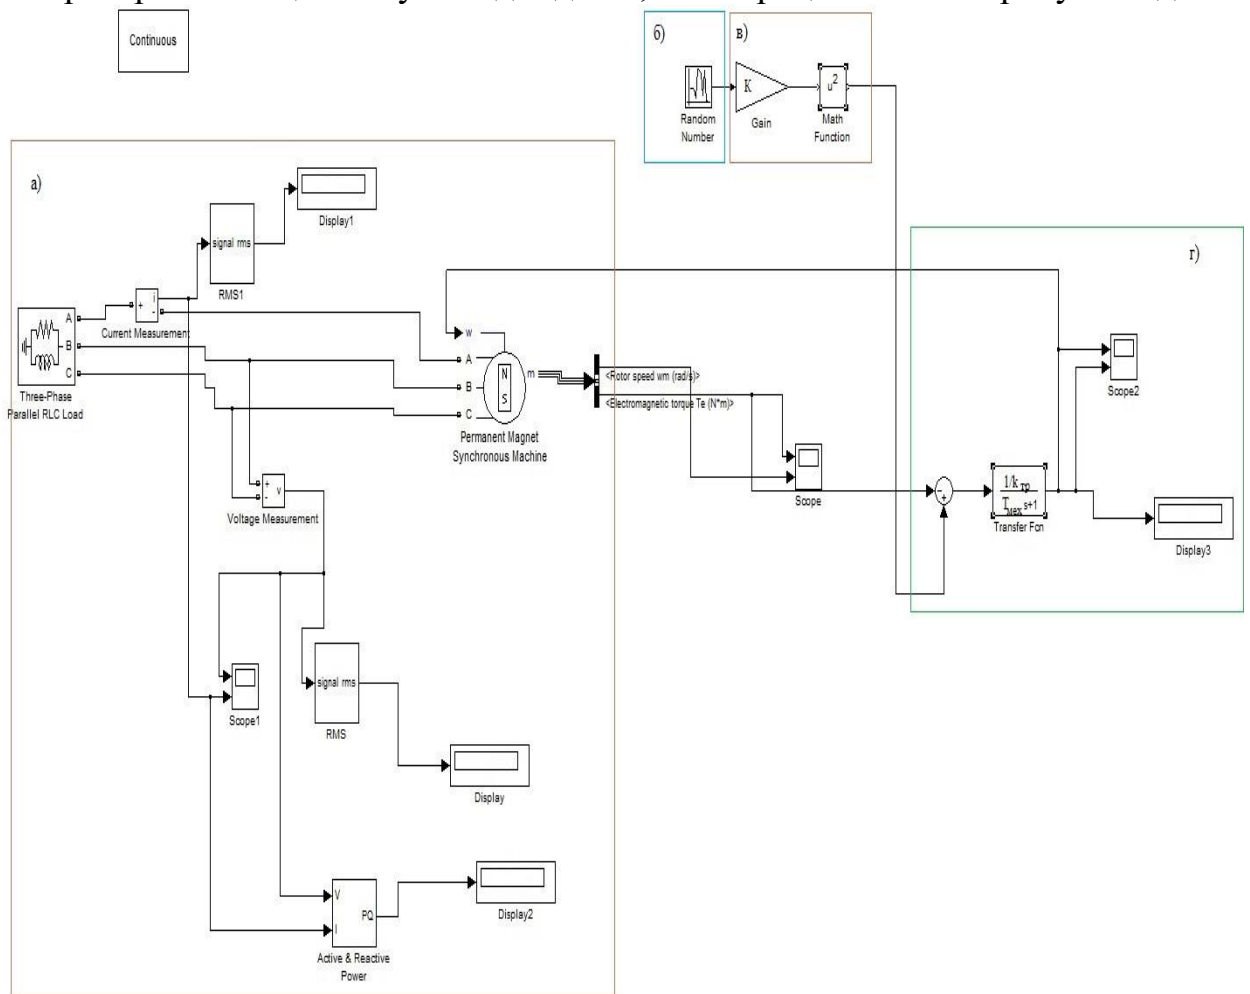 Continuous
б)
в)
K
u²
Random
Number
Gain
Math
Function
а)
Display1
signal rms
RMS1
г)
A
B
C
i
+
-
Current Measurement
Three-Phase
Parallel RLC Load
w
A
B
C
N
S
m
Permanent Magnet
Synchronous Machine
<Rotor speed wm (rad/s)>
<Electromagnetic torque Te (N*m)>
Scope
Scope2
+
-
v
Voltage Measurement
-
+
1/k тр
Tмех s+1
Transfer Fcn
Display3
Scope1
signal rms
RMS
Display
V
I
PQ
Active & Reactive
Power
Display2